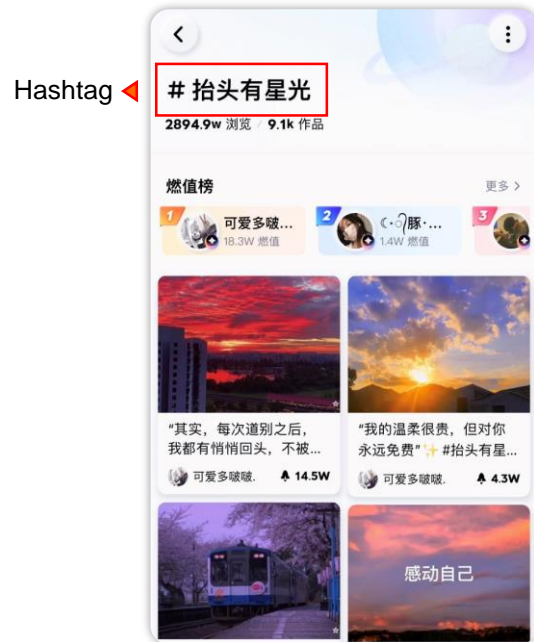 Hashtag
# 抬头有星光
2894.9w 浏览 / 9.1k 作品
燃值榜
更多 >
1
可爱多啵...
18.3W 燃值
2
豚·...
1.4W 燃值
3
“其实，每次道别之后，
我都有悄悄回头，不被...
可爱多啵啵.
14.5W
“我的温柔很贵，但对你
永远免费”✨ #抬头有星...
可爱多啵啵.
4.3W
感动自己